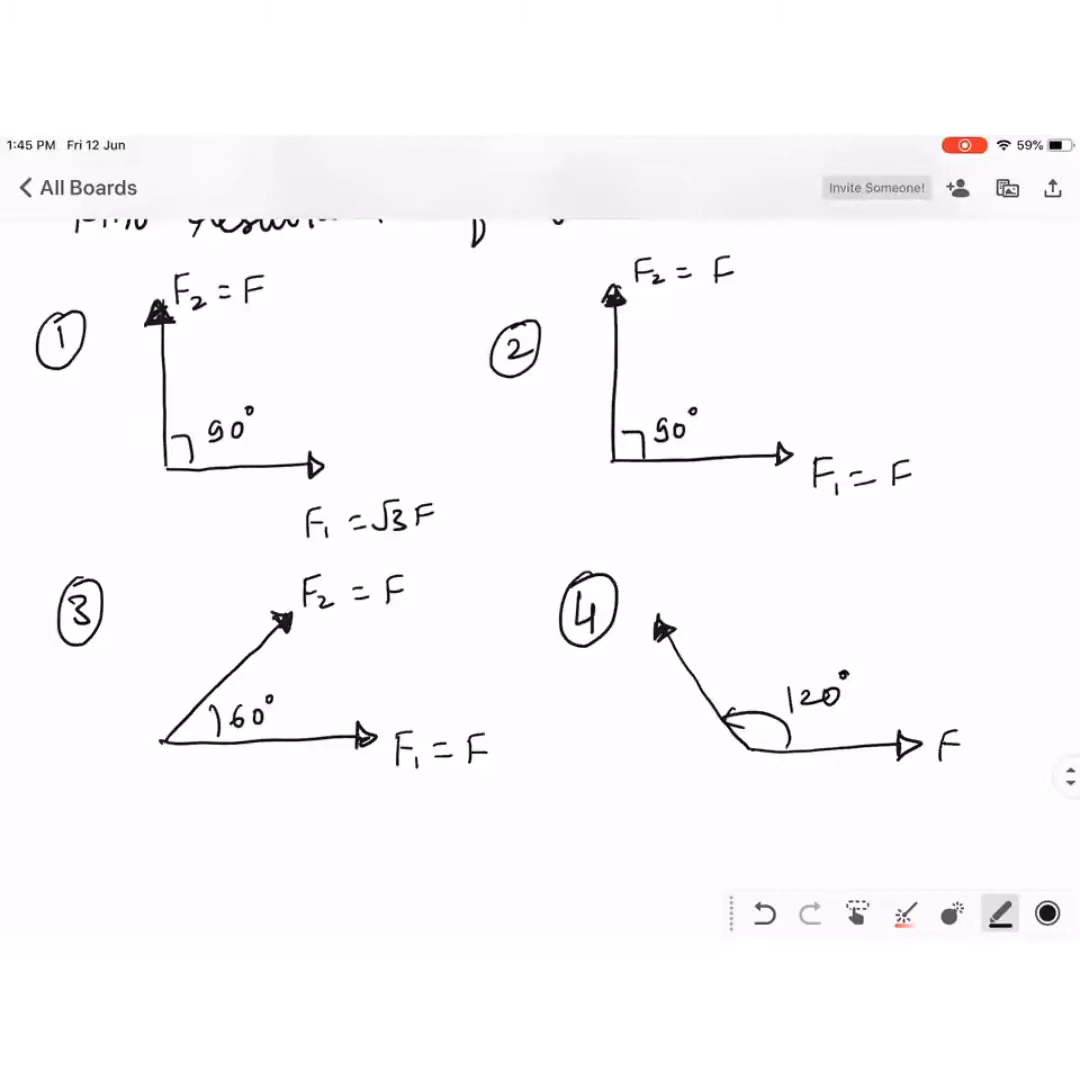 1:45 PM Fri 12 Jun
59%
All Boards
Invite Someone!
① F₂ = F
90°
F₁ = √3 F
② F₂ = F
90°
F₁ = F
③ F₂ = F
60°
F₁ = F
④
120°
F